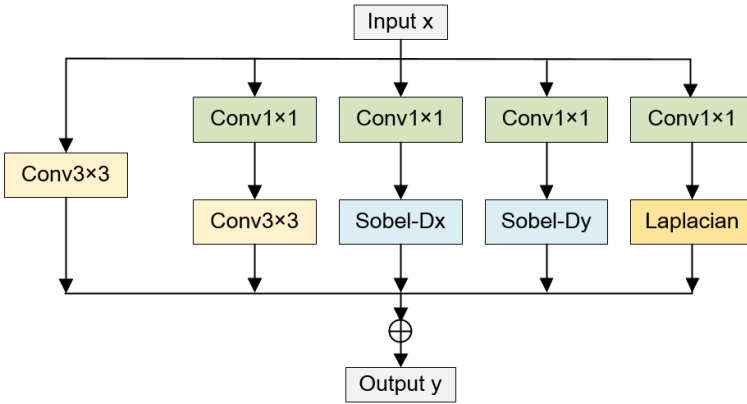 Input x
Conv1×1
Conv1×1
Conv1×1
Conv1×1
Conv3×3
Conv3×3
Sobel-Dx
Sobel-Dy
Laplacian
Output y